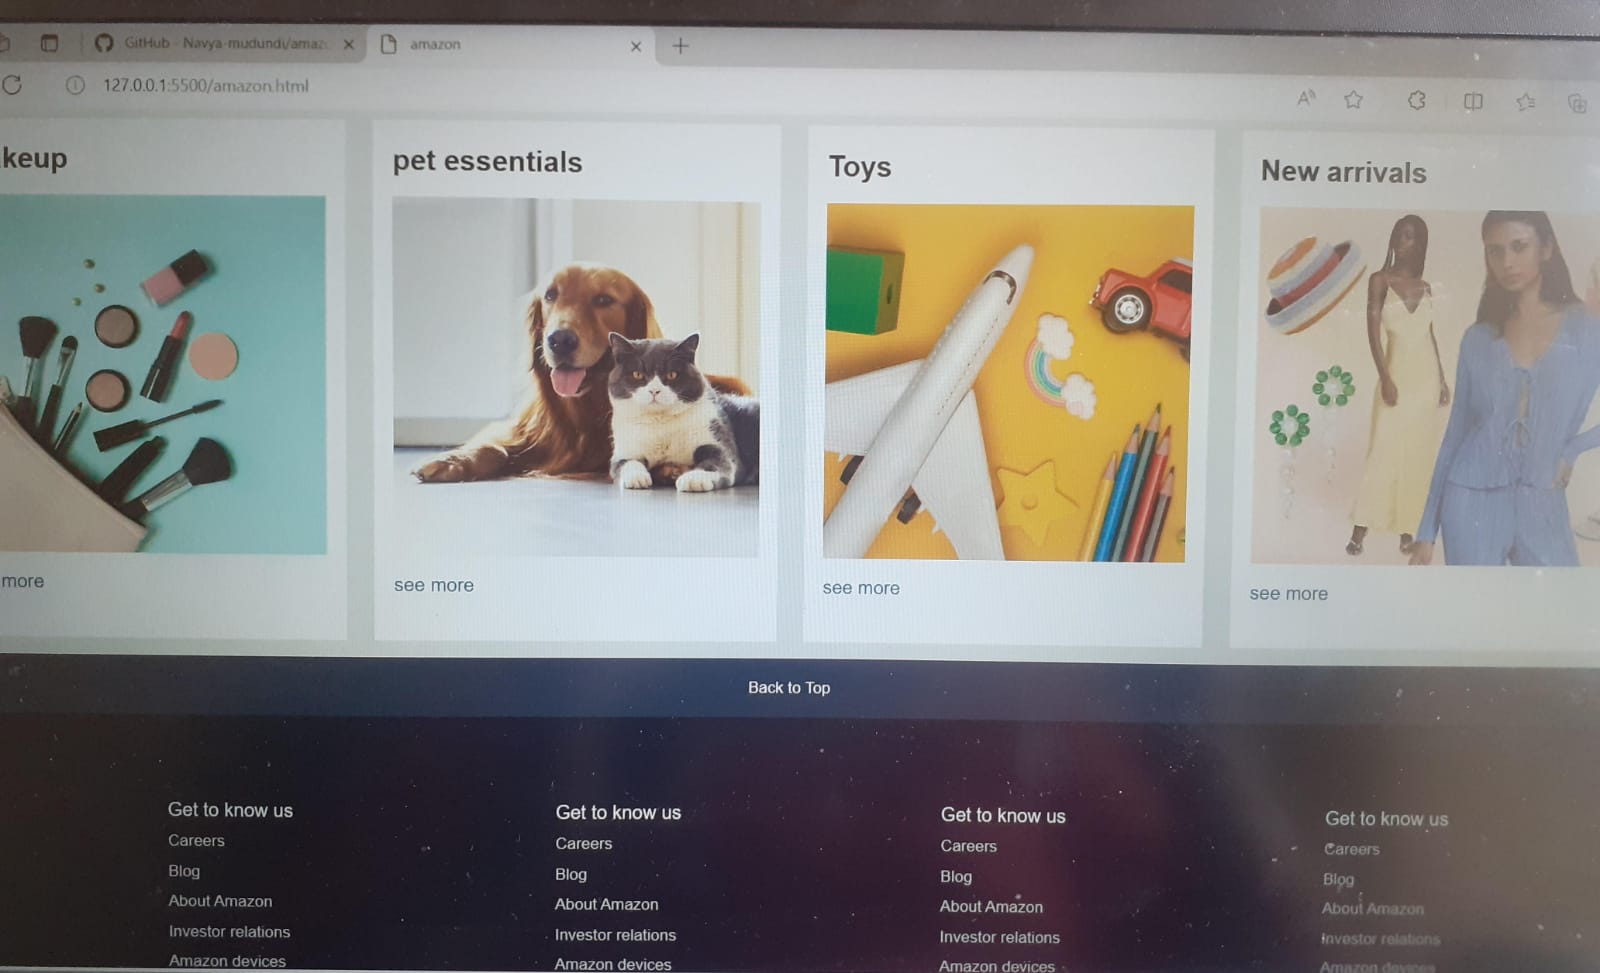 GitHub - Navya-mudundi/amaz
amazon
127.0.0.1:5500/amazon.html
keup
pet essentials
Toys
New arrivals
more
see more
see more
see more
Back to Top
Get to know us
Careers
Blog
About Amazon
Investor relations
Amazon devices
Get to know us
Careers
Blog
About Amazon
Investor relations
Amazon devices
Get to know us
Careers
Blog
About Amazon
Investor relations
Amazon devices
Get to know us
Careers
Blog
About Amazon
Investor relations
Amazon devices